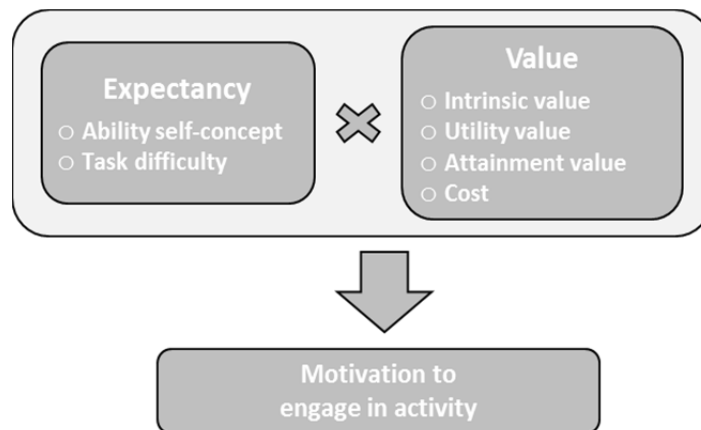 Expectancy
○ Ability self-concept
○ Task difficulty
Value
○ Intrinsic value
○ Utility value
○ Attainment value
○ Cost
Motivation to
engage in activity